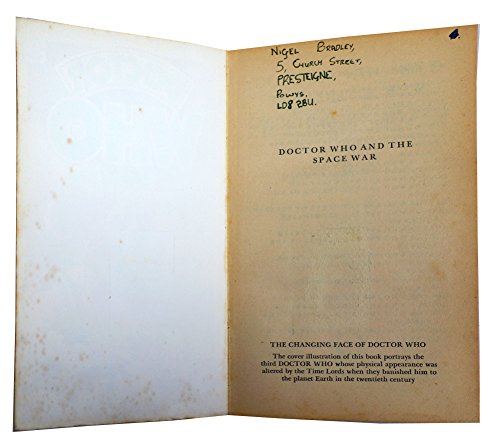 NIGEL BRADLEY,
5, CHURCH STREET,
PRESTEIGNE,
POWYS.
LD8 2BU.
DOCTOR WHO AND THE
SPACE WAR
THE CHANGING FACE OF DOCTOR WHO
The cover illustration of this book portrays the
third DOCTOR WHO whose physical appearance was
altered by the Time Lords when they banished him to
the planet Earth in the twentieth century